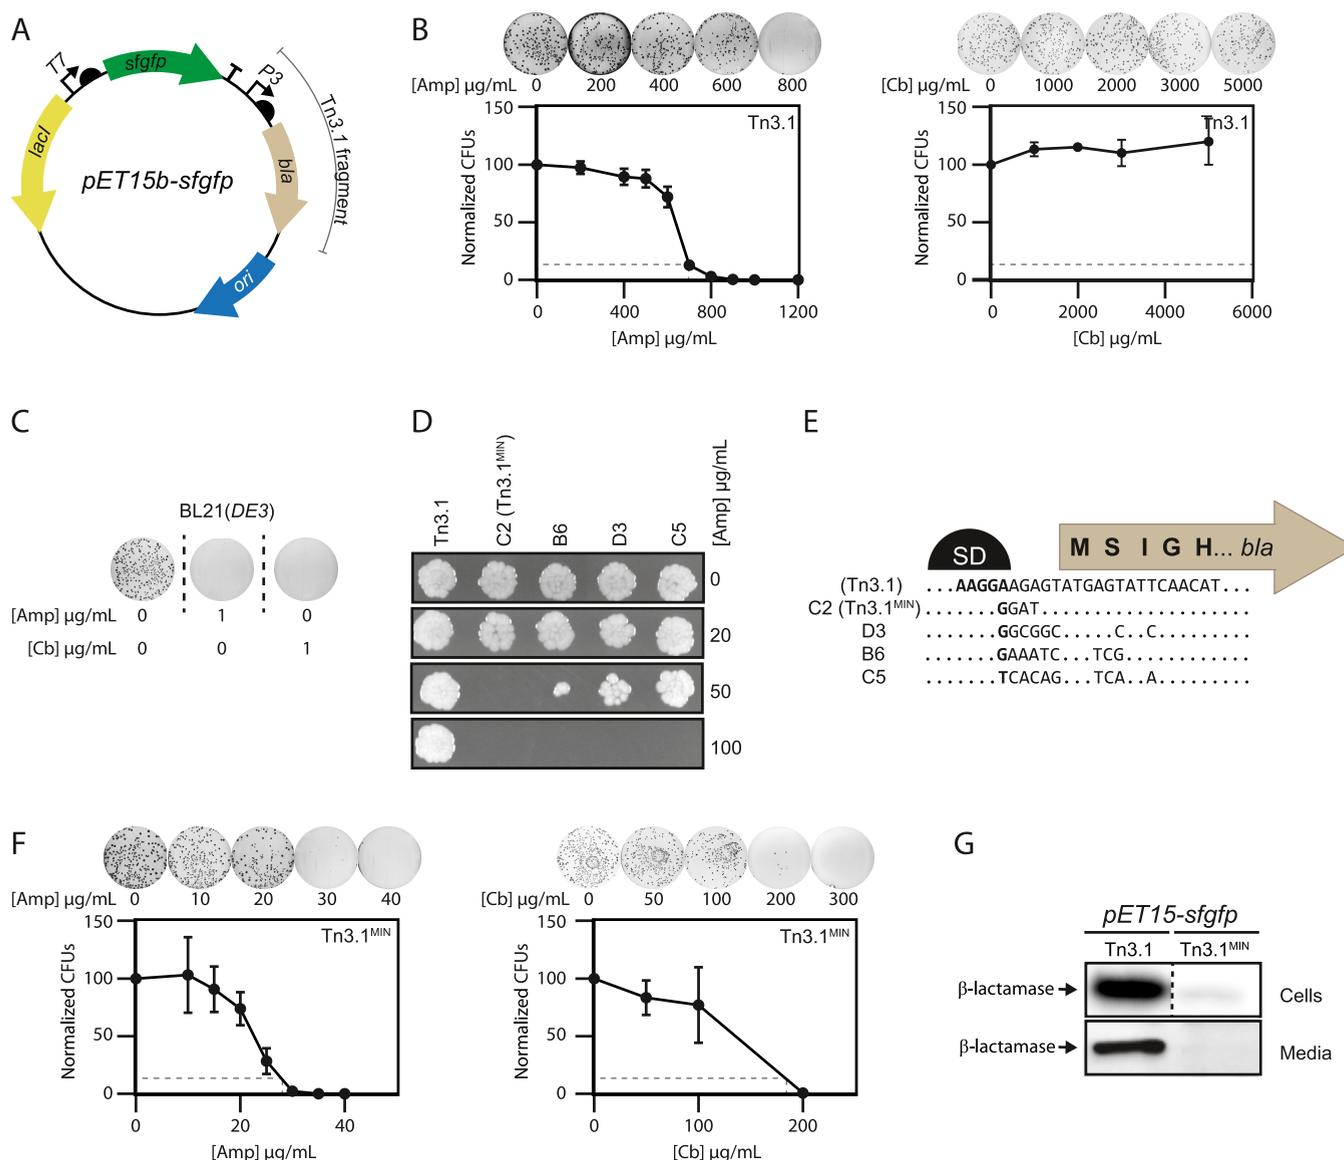 A
T7
sfgfp
P3
Tn3.1 fragment
lacI
bla
pET15b-sfgfp
ori
B
[Amp] µg/mL 0 200 400 600 800
150
100
50
0
Normalized CFUs
Tn3.1
0 400 800 1200
[Amp] µg/mL
[Cb] µg/mL 0 1000 2000 3000 5000
150
100
50
0
Normalized CFUs
Tn3.1
0 2000 4000 6000
[Cb] µg/mL
C
BL21(DE3)
[Amp] µg/mL 0 1 0
[Cb] µg/mL 0 0 1
D
Tn3.1
C2 (Tn3.1MIN)
B6
D3
C5
[Amp] µg/mL
0
20
50
100
E
SD
M S I G H... bla
(Tn3.1) ...AAGGAAGAGTATGAGTATTCAACAT...
C2 (Tn3.1MIN) .......GGAT....................
D3 .......GGCGGC.....C..C.........
B6 .......GAAATC...TCG............
C5 .......TCACAG...TCA..A.........
F
[Amp] µg/mL 0 10 20 30 40
150
100
50
0
Normalized CFUs
Tn3.1MIN
0 20 40
[Amp] µg/mL
[Cb] µg/mL 0 50 100 200 300
150
100
50
0
Normalized CFUs
Tn3.1MIN
0 100 200
[Cb] µg/mL
G
pET15-sfgfp
Tn3.1 Tn3.1MIN
β-lactamase
Cells
β-lactamase
Media